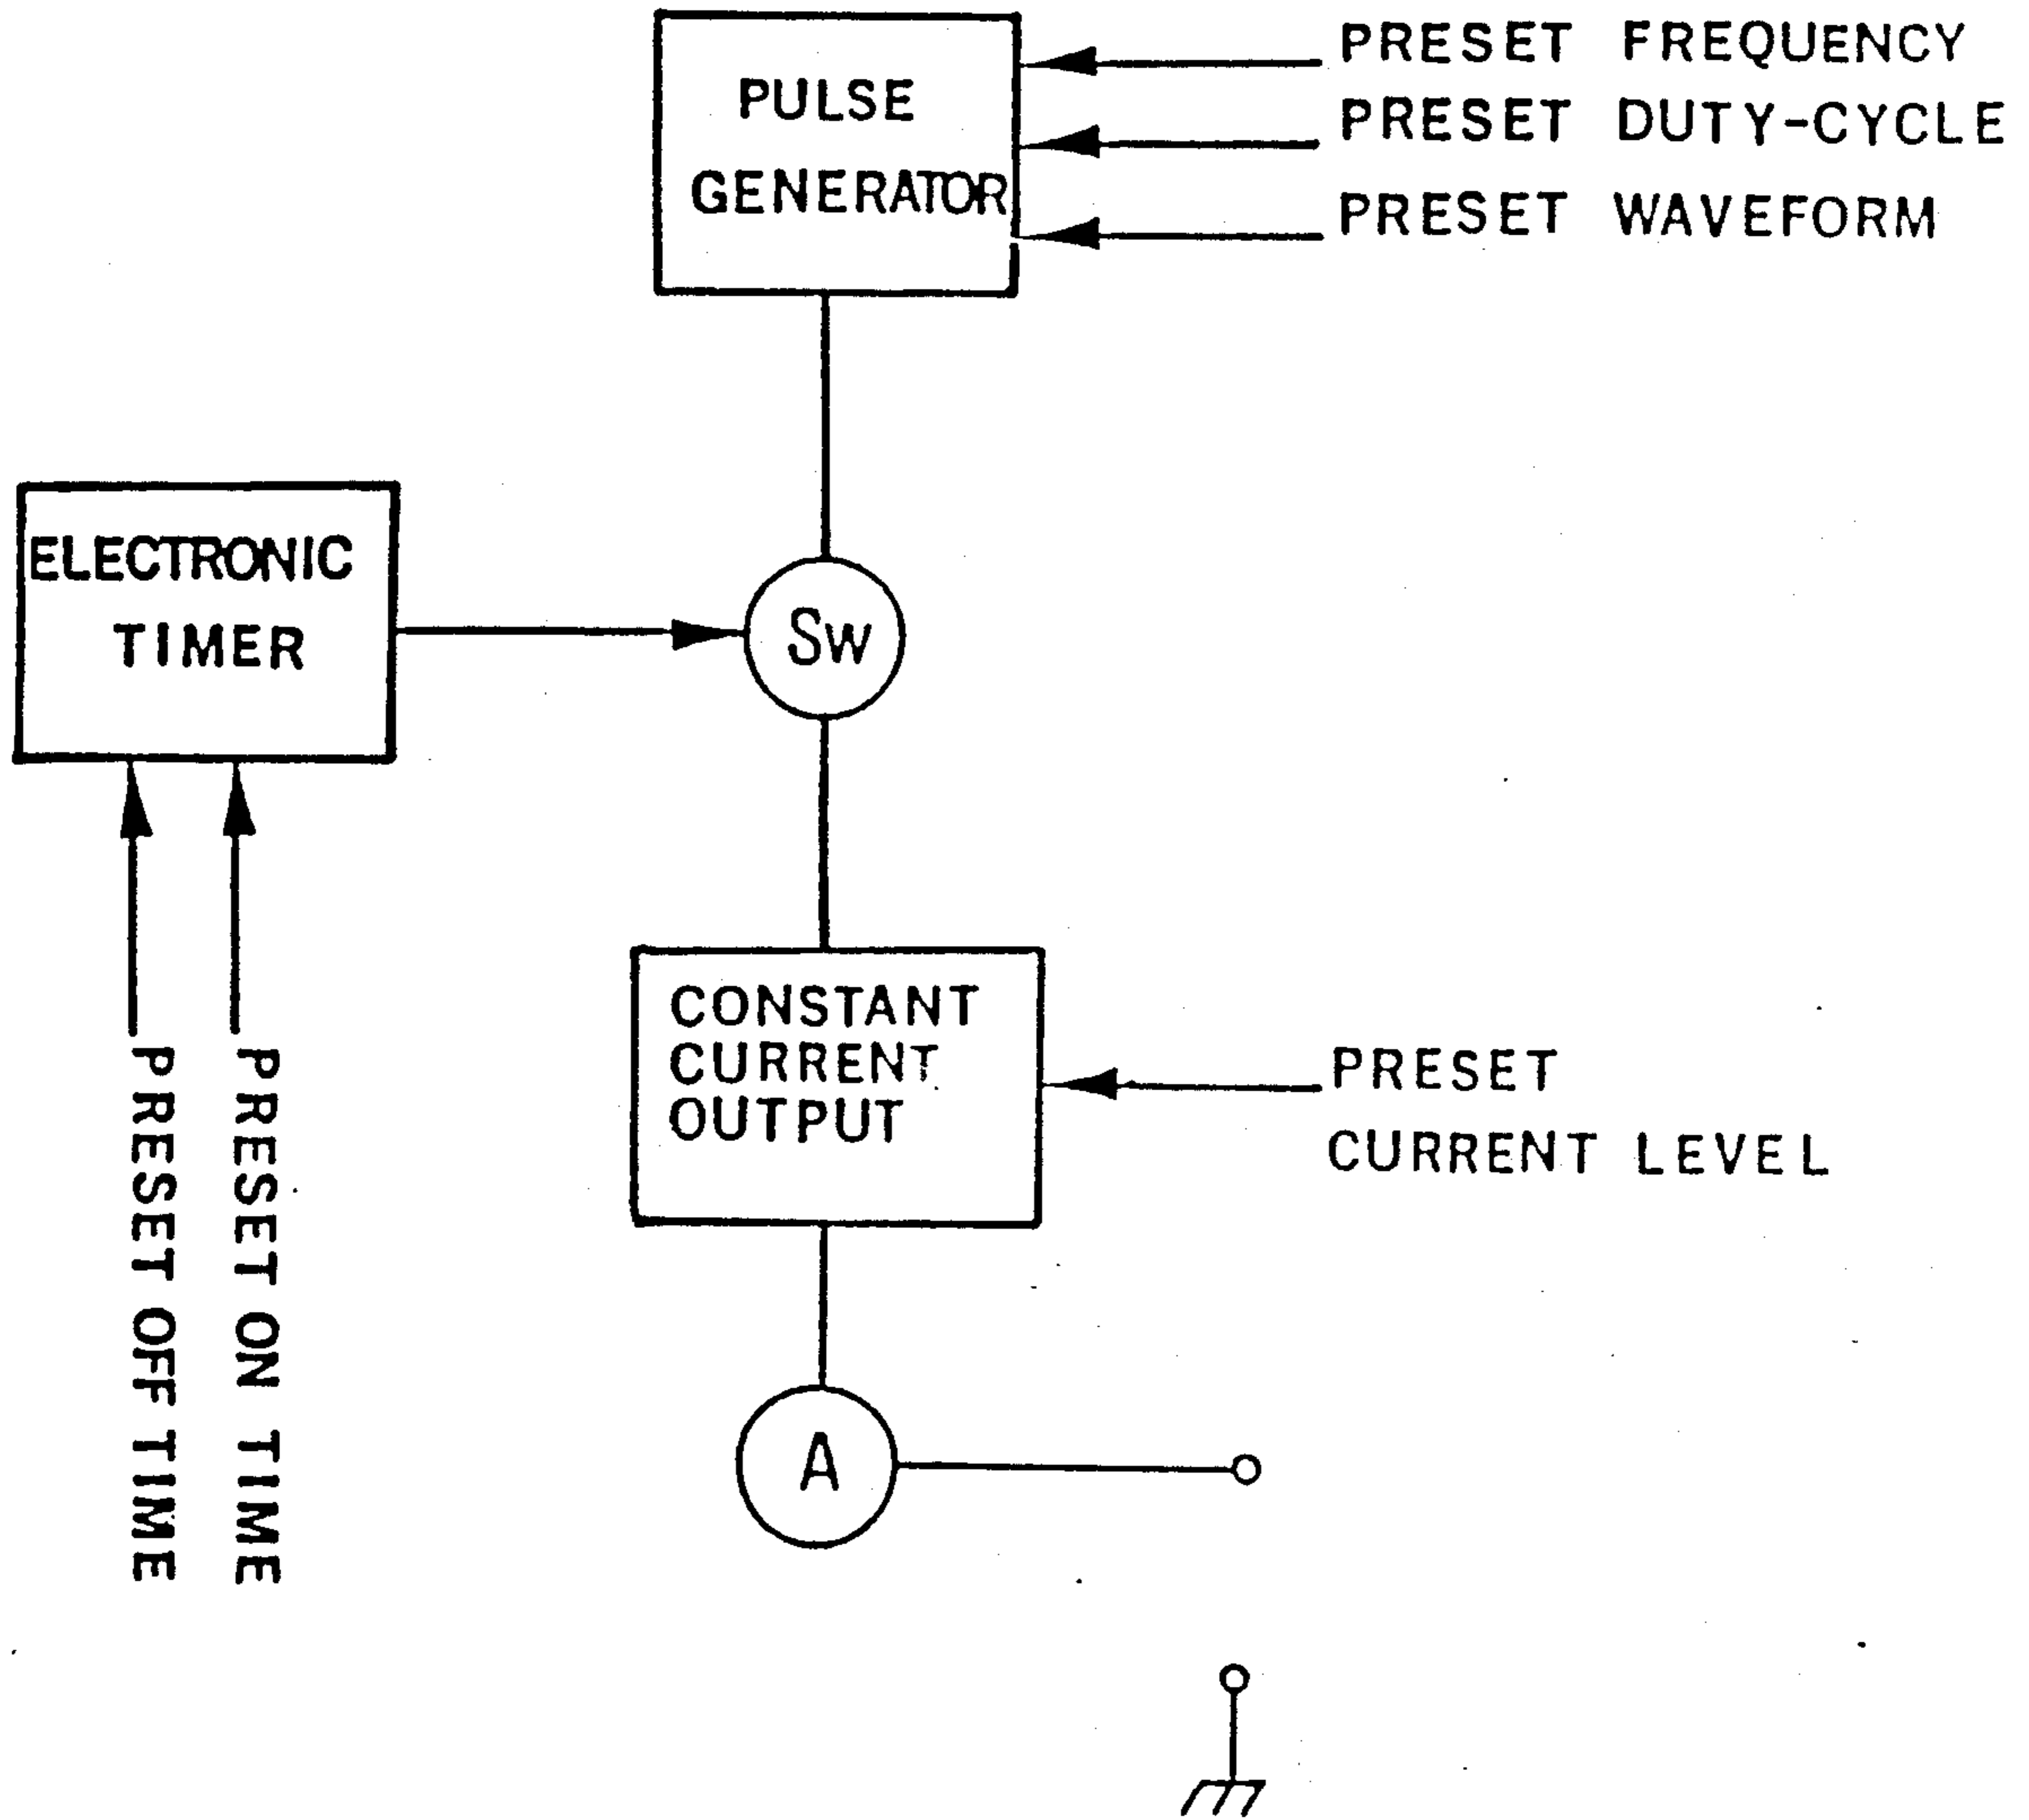 PULSE
GENERATOR
PRESET FREQUENCY
PRESET DUTY-CYCLE
PRESET WAVEFORM
ELECTRONIC
TIMER
SW
CONSTANT
CURRENT
OUTPUT
PRESET
CURRENT LEVEL
PRESET OFF TIME
PRESET ON TIME
A